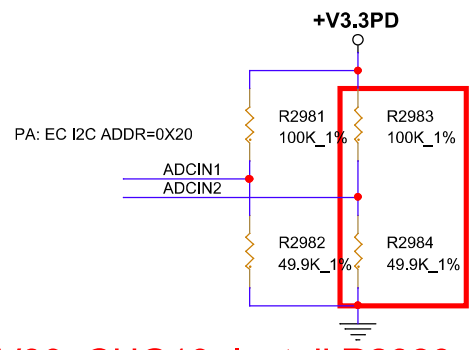 +V3.3PD
R2981
100K_1%
R2983
100K_1%
PA: EC I2C ADDR=0X20
ADCIN1
ADCIN2
R2982
49.9K_1%
R2984
49.9K_1%